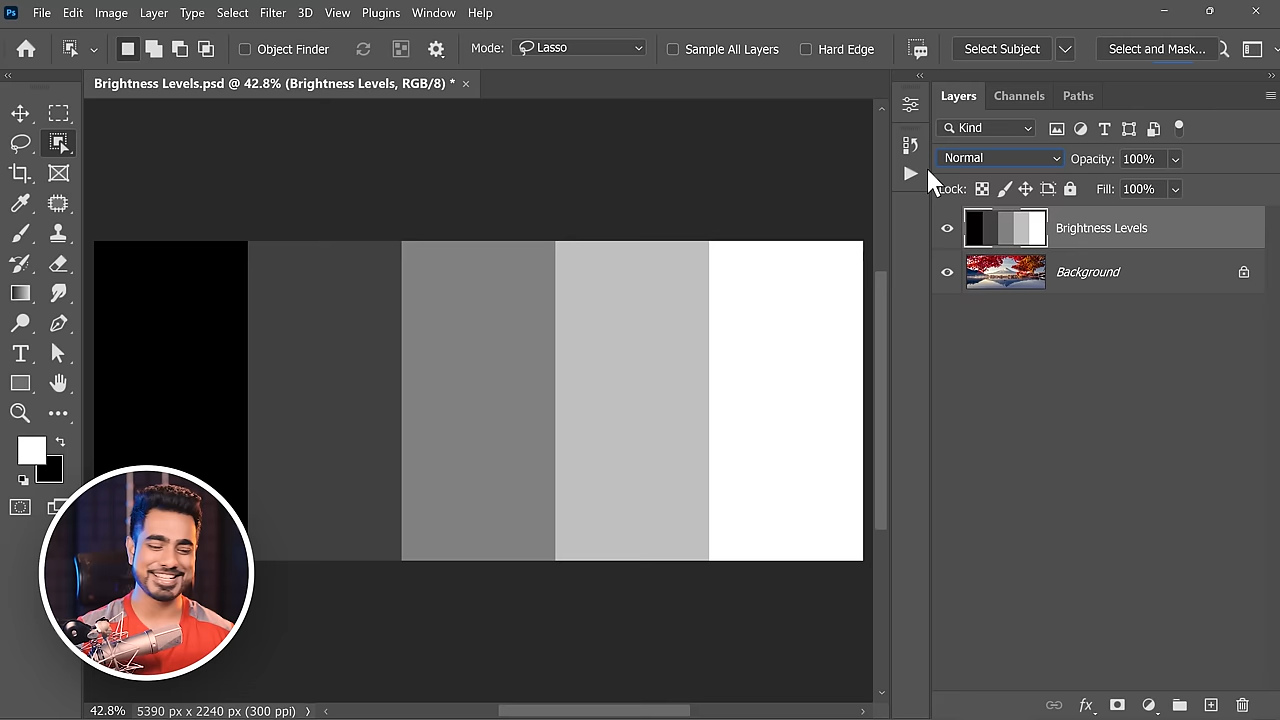 Ps File Edit Image Layer Type Select Filter 3D View Plugins Window Help
Object Finder Mode: Lasso Sample All Layers Hard Edge Select Subject Select and Mask...
Brightness Levels.psd @ 42.8% (Brightness Levels, RGB/8) *
Layers Channels Paths
Kind
Normal Opacity: 100%
Lock: Fill: 100%
Brightness Levels
Background
42.8% 5390 px x 2240 px (300 ppi)